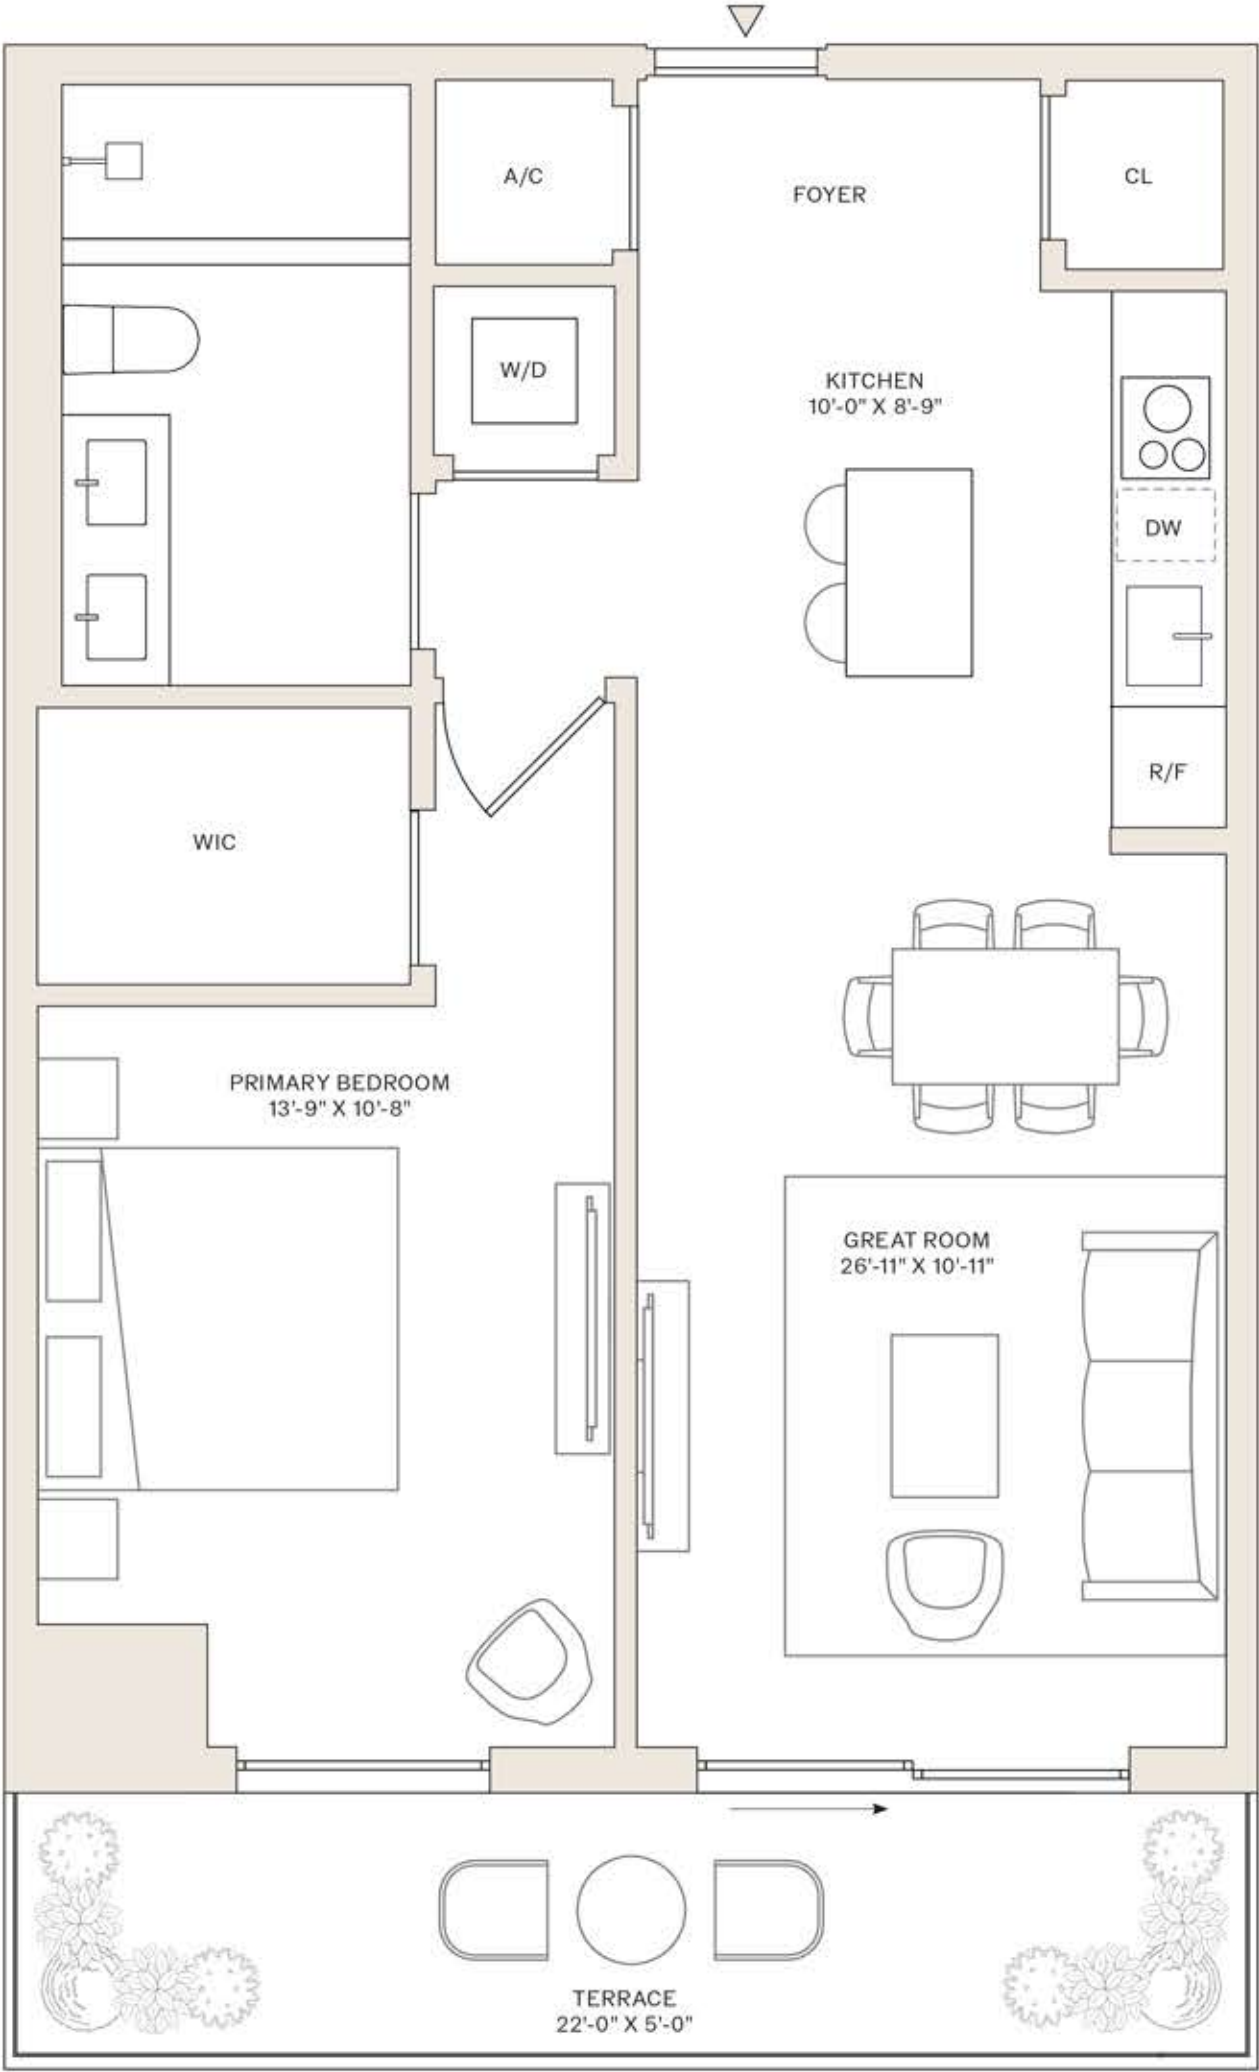 A/C
FOYER
CL
W/D
KITCHEN
10'-0" X 8'-9"
DW
R/F
WIC
PRIMARY BEDROOM
13'-9" X 10'-8"
GREAT ROOM
26'-11" X 10'-11"
TERRACE
22'-0" X 5'-0"